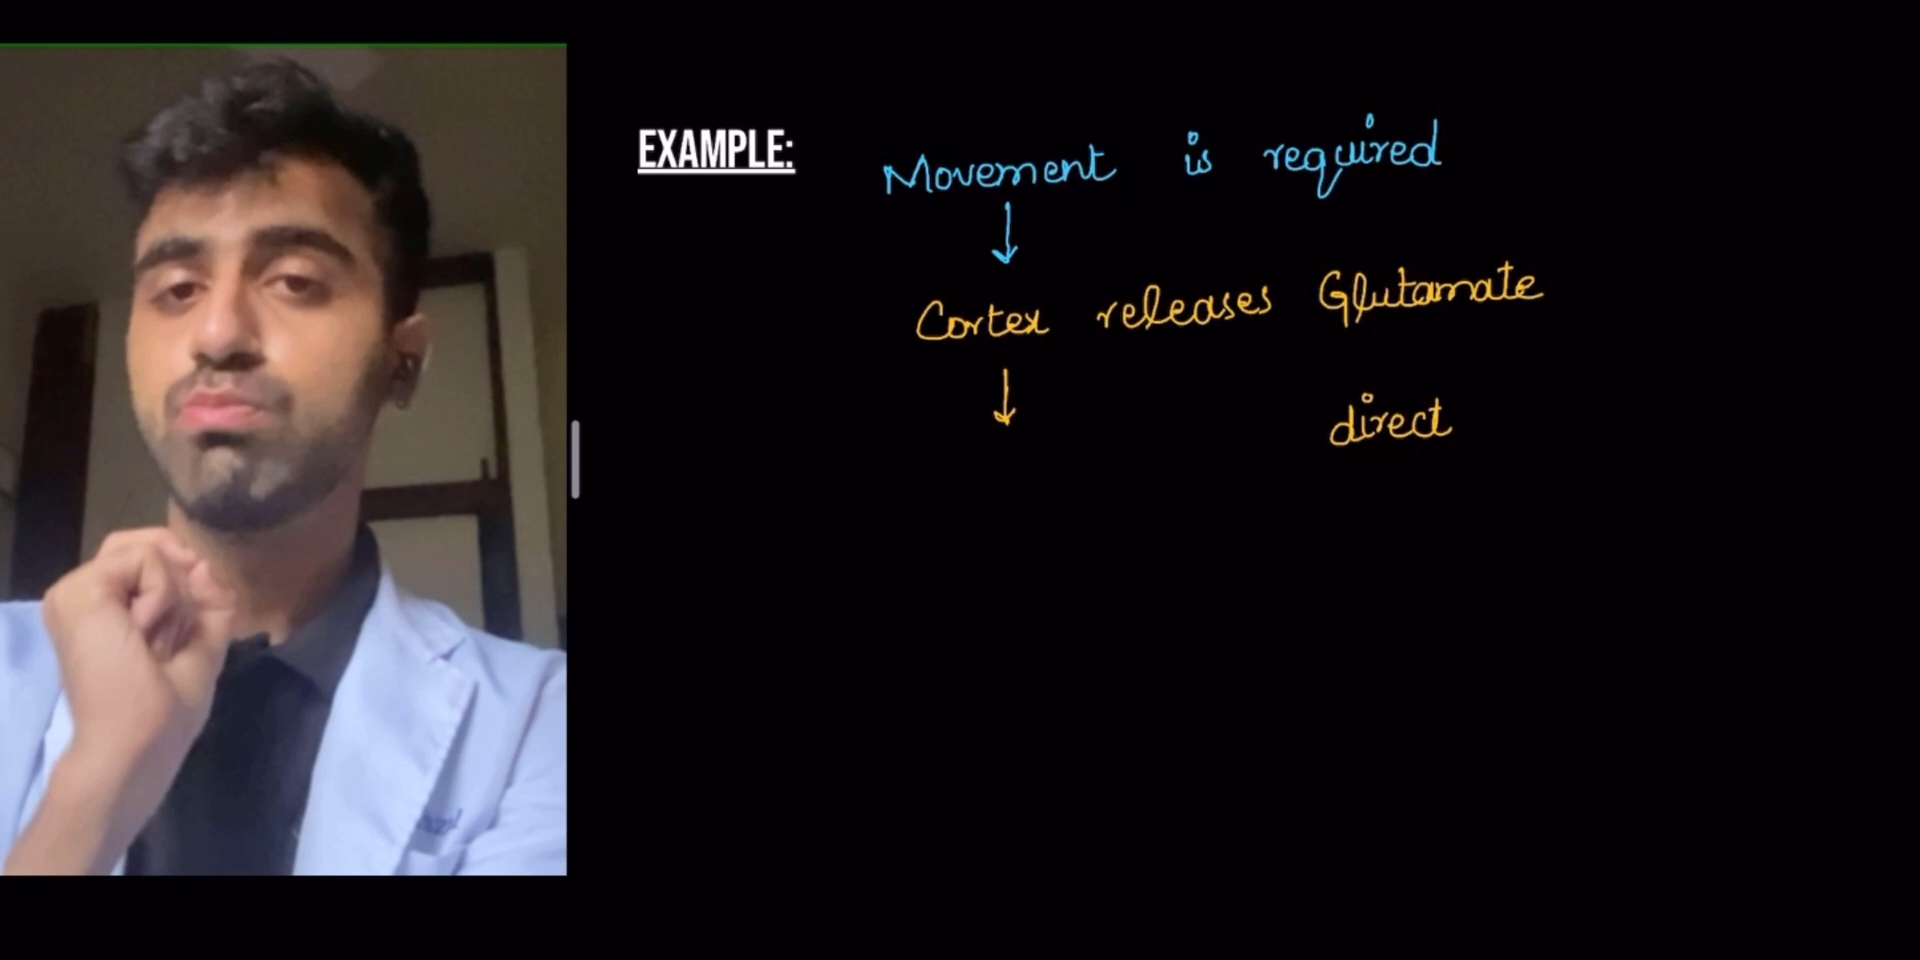 EXAMPLE:
Movement is required
↓
Cortex releases Glutamate
↓ direct